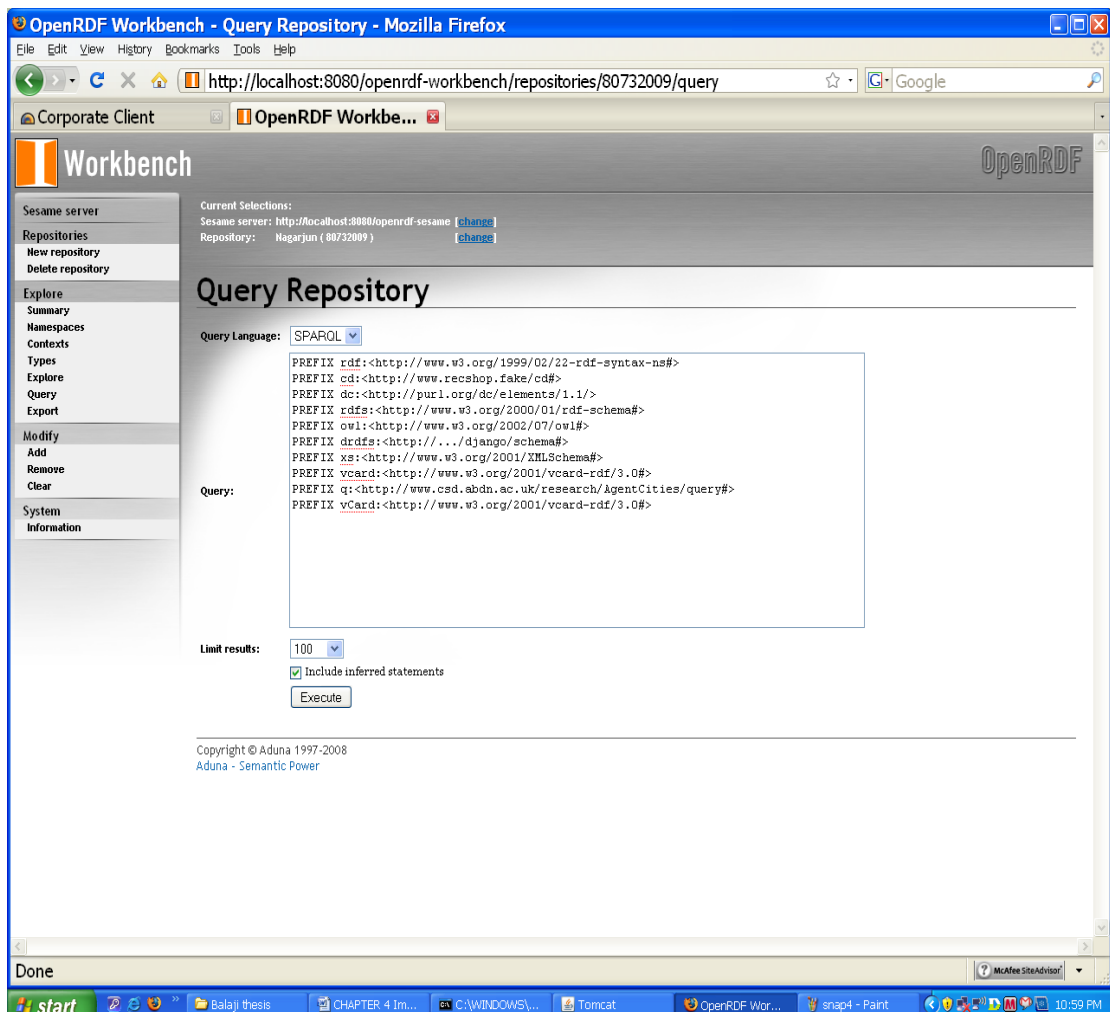 OpenRDF Workbench - Query Repository - Mozilla Firefox
File Edit View History Bookmarks Tools Help
http://localhost:8080/openrdf-workbench/repositories/80732009/query
G Google
Corporate Client
OpenRDF Workbe...
Workbench
OpenRDF
Current Selections:
Sesame server: http://localhost:8080/openrdf-sesame [change]
Repository: Nagarjun ( 80732009 ) [change]
Sesame server
Repositories
New repository
Delete repository
Explore
Summary
Namespaces
Contexts
Types
Explore
Query
Export
Modify
Add
Remove
Clear
System
Information
Query Repository
Query Language: SPARQL
Query:
PREFIX rdf:<http://www.w3.org/1999/02/22-rdf-syntax-ns#>
PREFIX cd:<http://www.recshop.fake/cd#>
PREFIX dc:<http://purl.org/dc/elements/1.1/>
PREFIX rdfs:<http://www.w3.org/2000/01/rdf-schema#>
PREFIX owl:<http://www.w3.org/2002/07/owl#>
PREFIX drdfs:<http://.../django/schema#>
PREFIX xs:<http://www.w3.org/2001/XMLSchema#>
PREFIX vcard:<http://www.w3.org/2001/vcard-rdf/3.0#>
PREFIX q:<http://www.csd.abdn.ac.uk/research/AgentCities/query#>
PREFIX vCard:<http://www.w3.org/2001/vcard-rdf/3.0#>
Limit results: 100
Include inferred statements
Execute
Copyright © Aduna 1997-2008
Aduna - Semantic Power
Done
McAfee SiteAdvisor
start
Balaji thesis
CHAPTER 4 Im...
C:\WINDOWS\...
Tomcat
OpenRDF Wor...
snap4 - Paint
10:59 PM